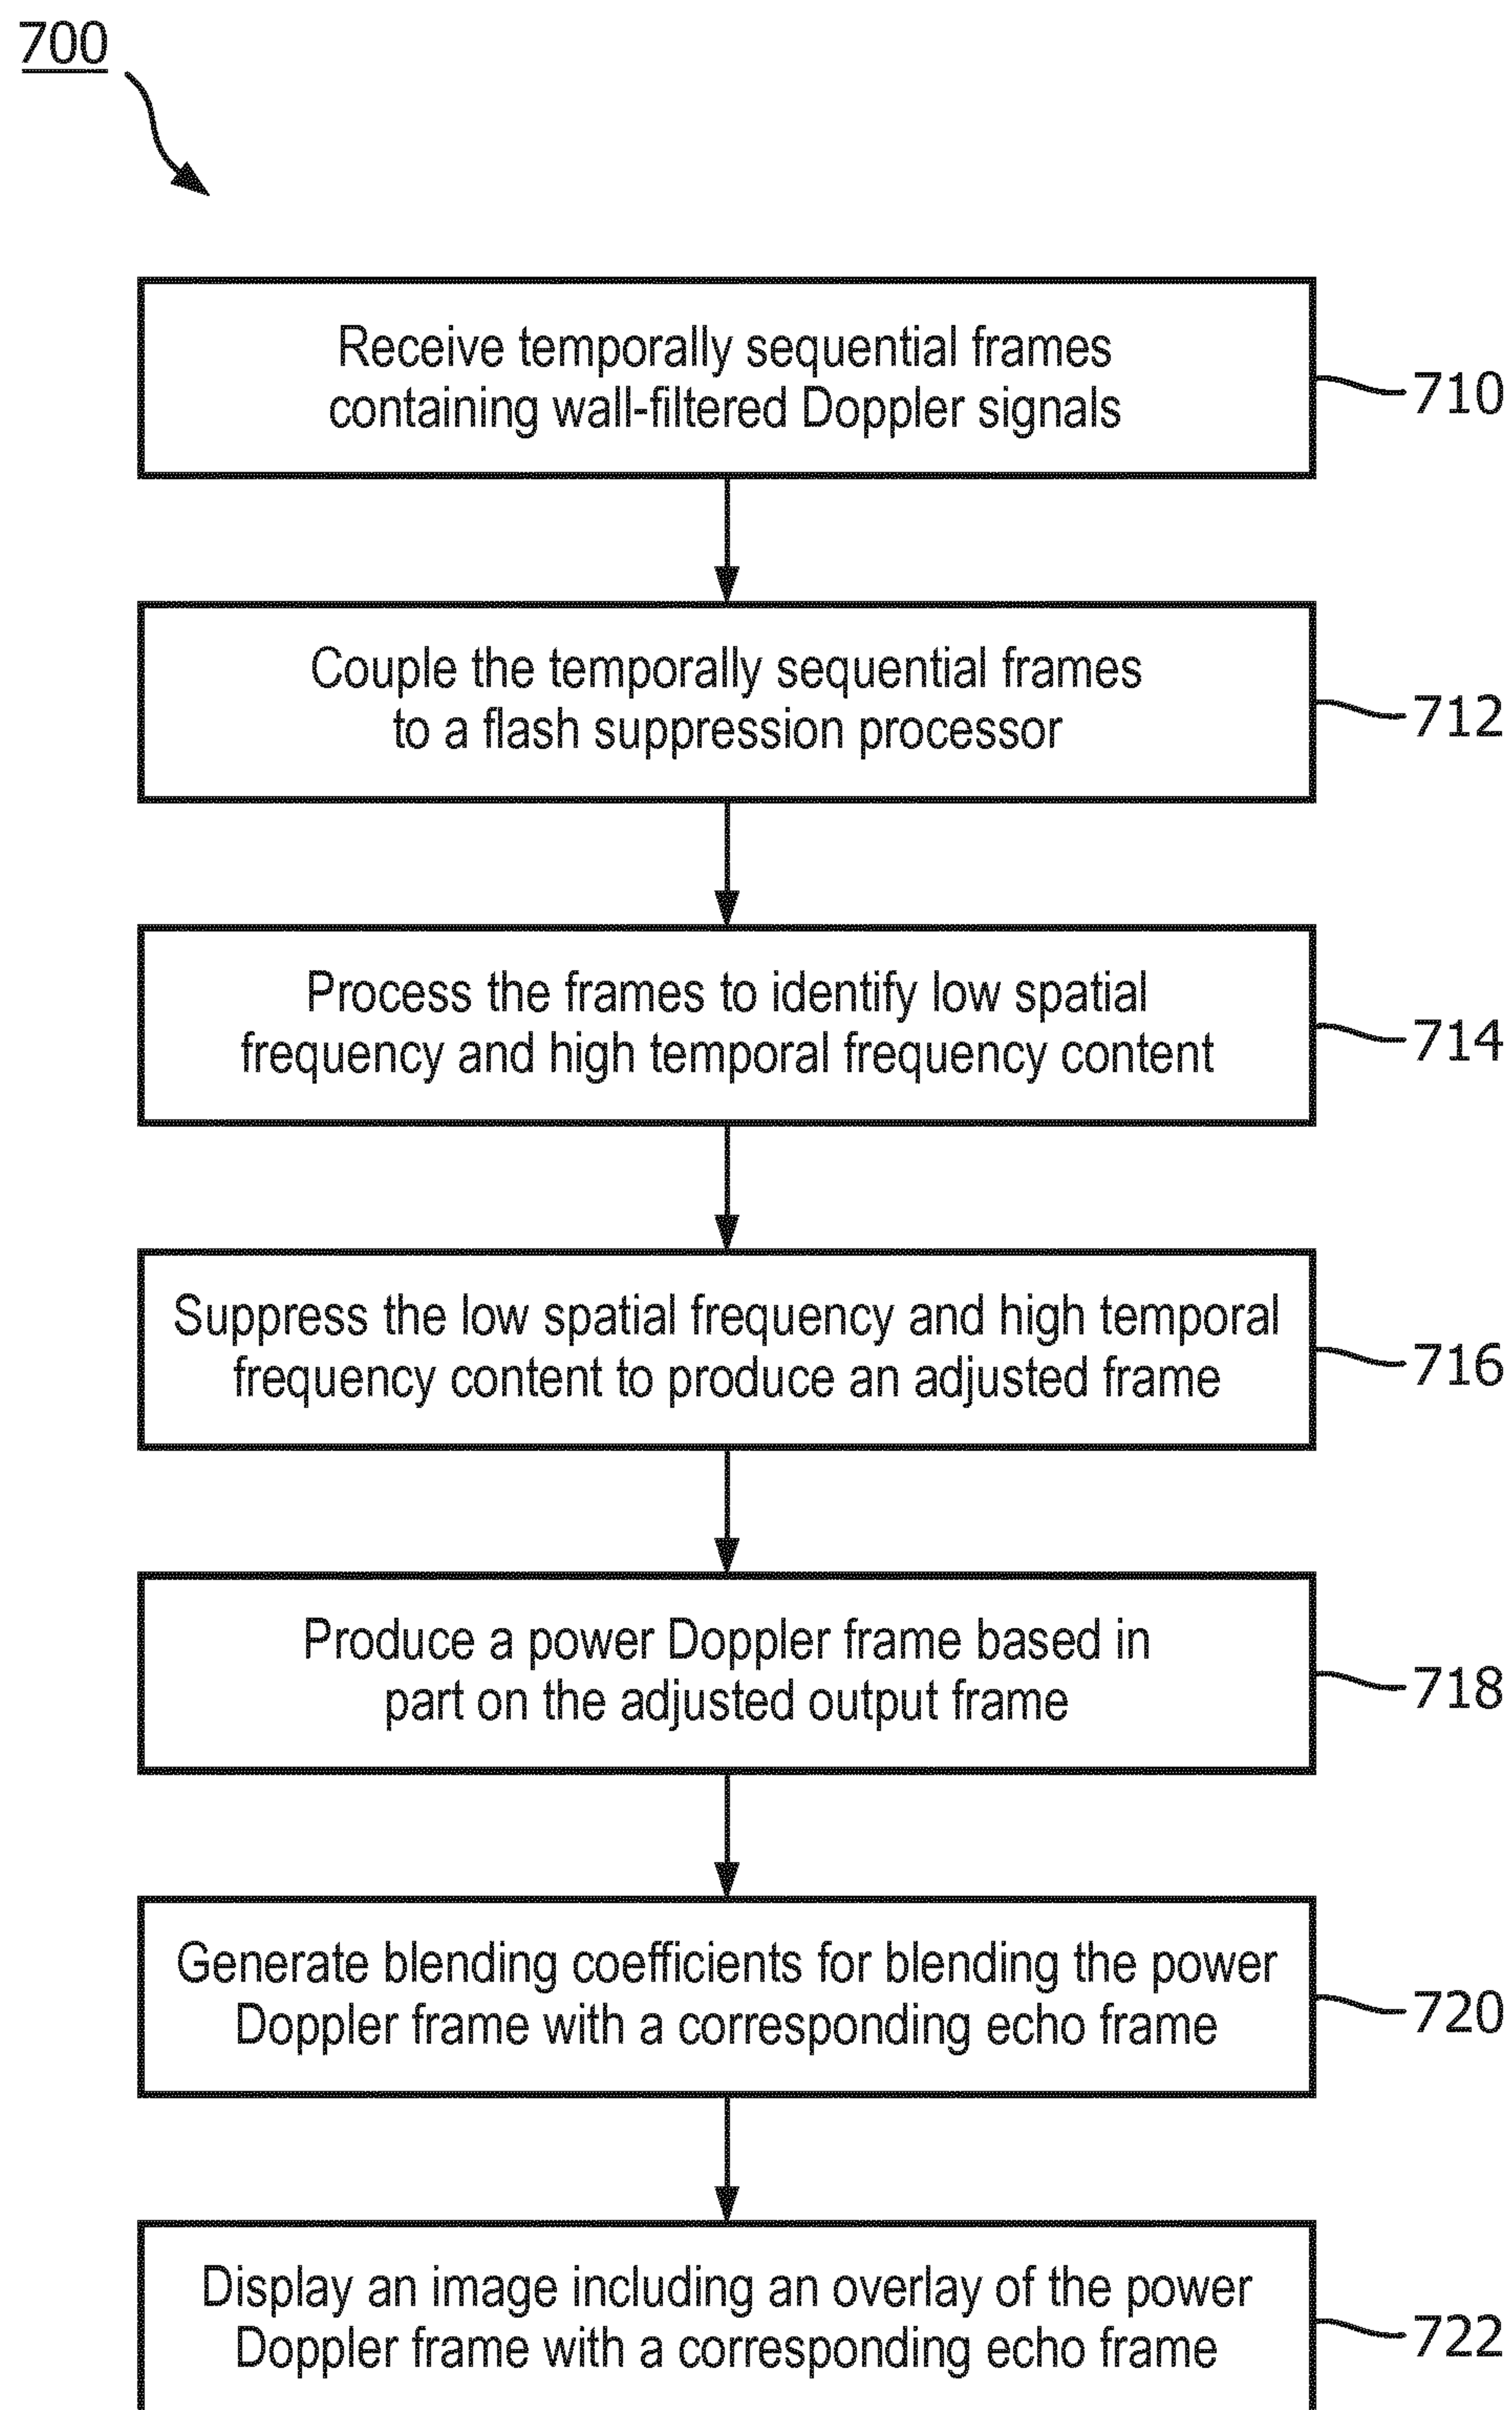 700
Receive temporally sequential frames
containing wall-filtered Doppler signals
710
Couple the temporally sequential frames
to a flash suppression processor
712
Process the frames to identify low spatial
frequency and high temporal frequency content
714
Suppress the low spatial frequency and high temporal
frequency content to produce an adjusted frame
716
Produce a power Doppler frame based in
part on the adjusted output frame
718
Generate blending coefficients for blending the power
Doppler frame with a corresponding echo frame
720
Display an image including an overlay of the power
Doppler frame with a corresponding echo frame
722